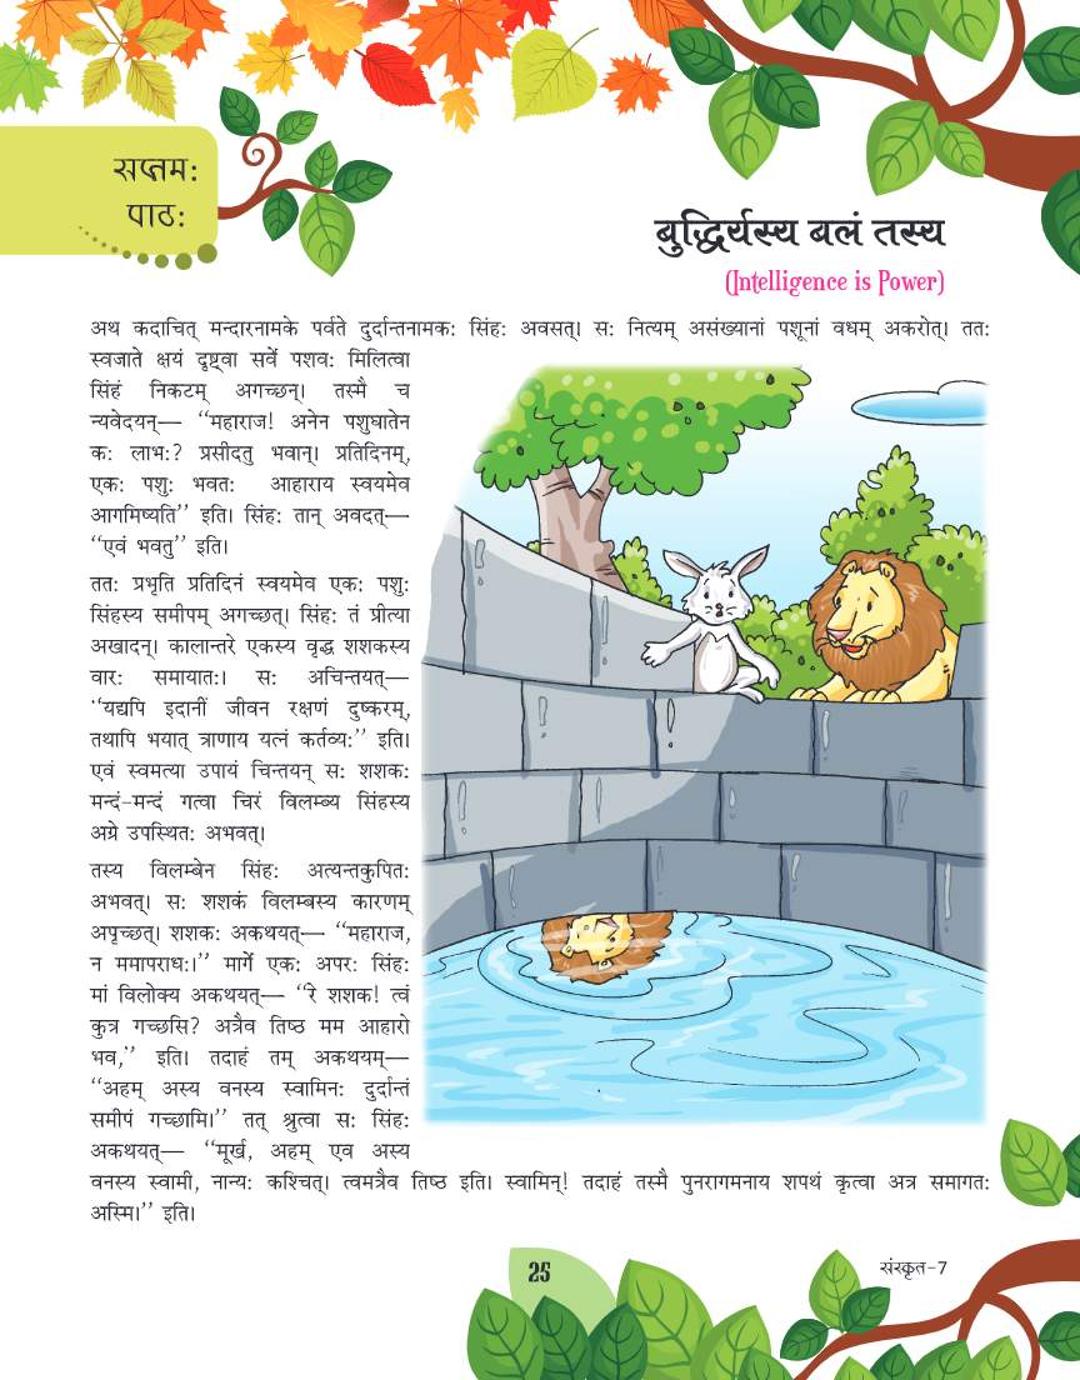 सप्तमः
पाठः
बुद्धिर्यस्य बलं तस्य
(Intelligence is Power)
अथ कदाचित् मन्दारनामके पर्वते दुर्दान्तनामकः सिंहः अवसत्। सः नित्यम् असंख्यानां पशूनां वधम् अकरोत्। ततः
स्वजाते क्षयं दृष्ट्वा सर्वे पशवः मिलित्वा
सिंहं निकटम् अगच्छन्। तस्मै च
न्यवेदयन्— ‘‘महाराज! अनेन पशुघातेन
कः लाभः? प्रसीदतु भवान्। प्रतिदिनम्,
एकः पशुः भवतः आहाराय स्वयमेव
आगमिष्यति’’ इति। सिंहः तान् अवदत्—
‘‘एवं भवतु’’ इति।
ततः प्रभृति प्रतिदिनं स्वयमेव एकः पशुः
सिंहस्य समीपम् अगच्छत्। सिंहः तं प्रीत्या
अखादन्। कालान्तरे एकस्य वृद्ध शशकस्य
वारः समायातः। सः अचिन्तयत्—
‘‘यद्यपि इदानीं जीवन रक्षणं दुष्करम्,
तथापि भयात् त्राणाय यत्नं कर्तव्यः’’ इति।
एवं स्वमत्या उपायं चिन्तयन् सः शशकः
मन्दं-मन्दं गत्वा चिरं विलम्ब्य सिंहस्य
अग्रे उपस्थितः अभवत्।
तस्य विलम्बेन सिंहः अत्यन्तकुपितः
अभवत्। सः शशकं विलम्बस्य कारणम्
अपृच्छत्। शशकः अकथयत्— ‘‘महाराज,
न ममापराधः।’’ मार्गे एकः अपरः सिंहः
मां विलोक्य अकथयत्— ‘‘रे शशक! त्वं
कुत्र गच्छसि? अत्रैव तिष्ठ मम आहारो
भव,’’ इति। तदाहं तम् अकथयम्—
‘‘अहम् अस्य वनस्य स्वामिनः दुर्दान्तं
समीपं गच्छामि।’’ तत् श्रुत्वा सः सिंहः
अकथयत्— ‘‘मूर्ख, अहम् एव अस्य
वनस्य स्वामी, नान्यः कश्चित्। त्वमत्रैव तिष्ठ इति। स्वामिन्! तदाहं तस्मै पुनरागमनाय शपथं कृत्वा अत्र समागतः
अस्मि।’’ इति।
25
संस्कृत-7